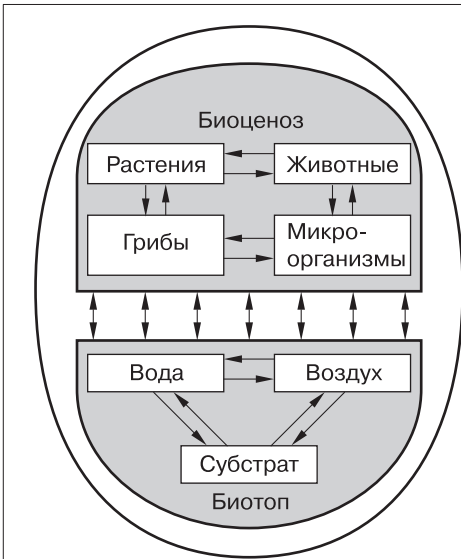 Биоценоз
Растения
Животные
Грибы
Микро-
организмы
Вода
Воздух
Субстрат
Биотоп